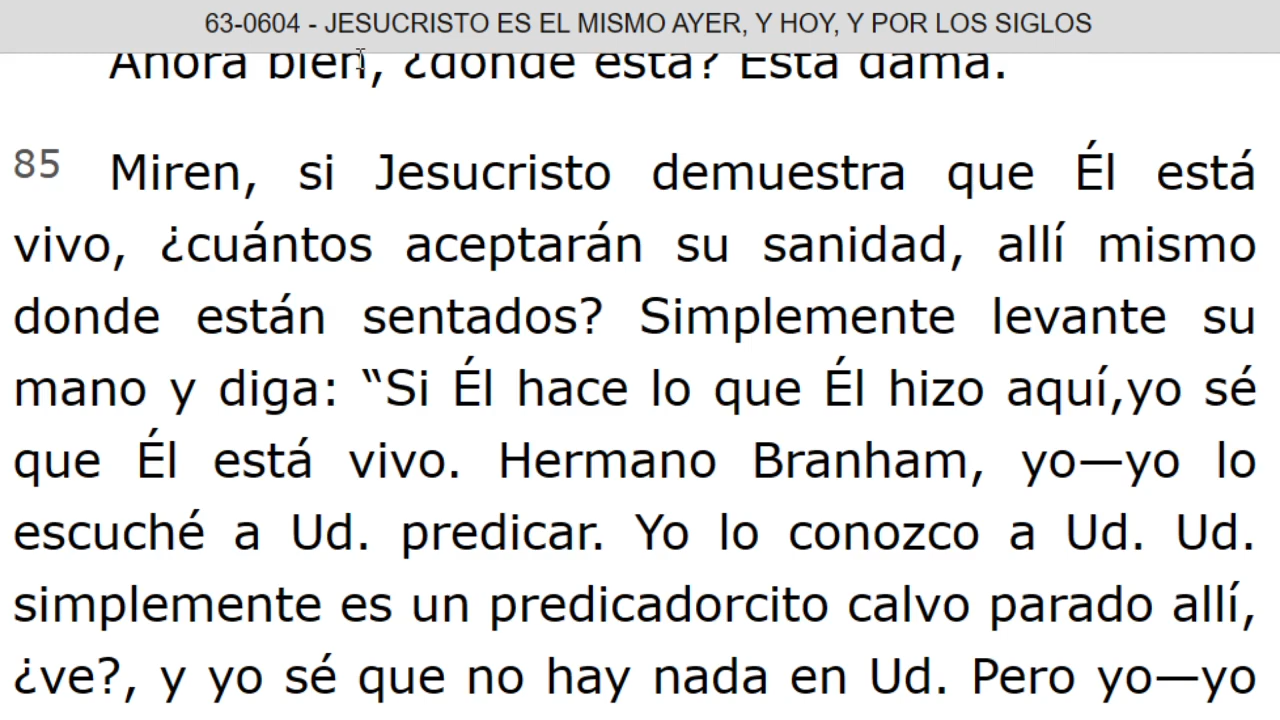 63-0604 - JESUCRISTO ES EL MISMO AYER, Y HOY, Y POR LOS SIGLOS
Ahora bien, ¿dónde está? Esta dama.
85 Miren, si Jesucristo demuestra que Él está
vivo, ¿cuántos aceptarán su sanidad, allí mismo
donde están sentados? Simplemente levante su
mano y diga: “Si Él hace lo que Él hizo aquí,yo sé
que Él está vivo. Hermano Branham, yo—yo lo
escuché a Ud. predicar. Yo lo conozco a Ud. Ud.
simplemente es un predicadorcito calvo parado allí,
¿ve?, y yo sé que no hay nada en Ud. Pero yo—yo